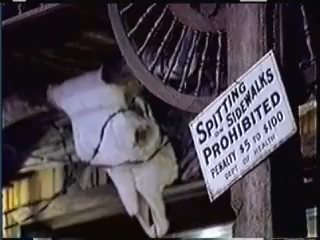 SPITTING
ON SIDEWALKS
PROHIBITED
PENALTY $5 TO $100
DEPT. OF HEALTH